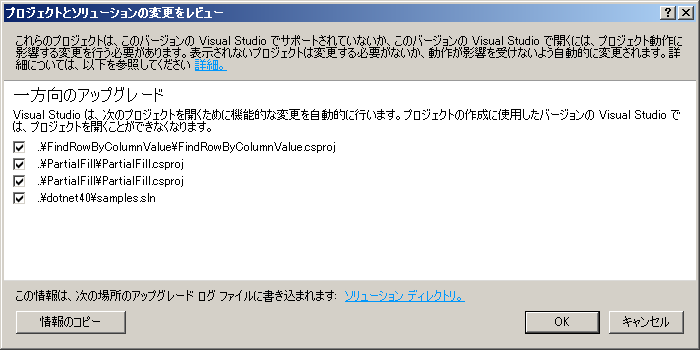 プロジェクトとソリューションの変更をレビュー
これらのプロジェクトは、このバージョンの Visual Studio でサポートされていないか、このバージョンの Visual Studio で開くには、プロジェクト動作に
影響する変更を行う必要があります。表示されないプロジェクトは変更する必要がないか、動作が影響を受けないよう自動的に変更されます。詳
細については、以下を参照してください 詳細。
一方向のアップグレード
Visual Studio は、次のプロジェクトを開くために機能的な変更を自動的に行います。プロジェクトの作成に使用したバージョンの Visual Studio で
は、プロジェクトを開くことができなくなります。
.¥FindRowByColumnValue¥FindRowByColumnValue.csproj
.¥PartialFill¥PartialFill.csproj
.¥PartialFill¥PartialFill.csproj
.¥dotnet40¥samples.sln
この情報は、次の場所のアップグレード ログ ファイルに書き込まれます: ソリューション ディレクトリ。
情報のコピー
OK
キャンセル